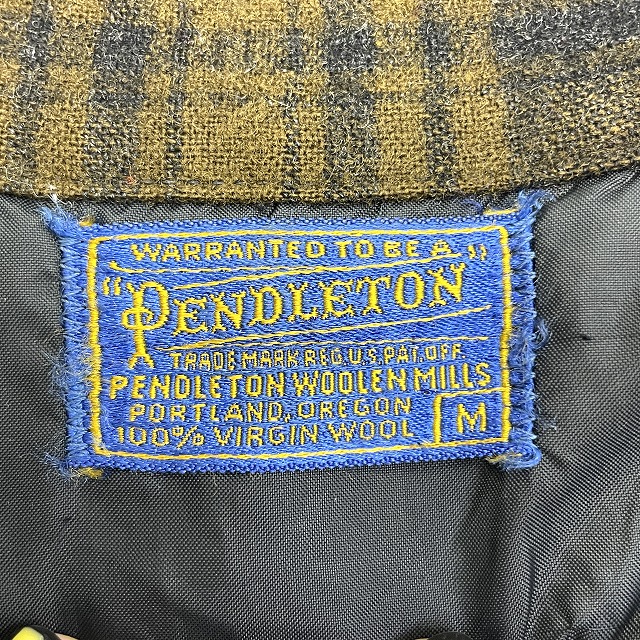 WARRANTED TO BE A
"PENDLETON"
TRADE MARK REG. U.S. PAT. OFF.
PENDLETON WOOLEN MILLS
PORTLAND, OREGON
100% VIRGIN WOOL
M